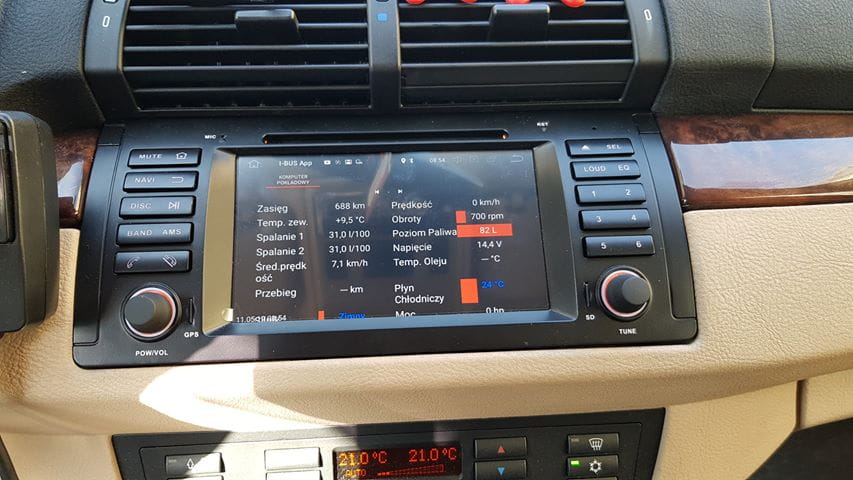 MIC
RST
MUTE
NAVI
DISC
BAND AMS
SEL
LOUD EQ
1 2
3 4
5 6
I-BUS App
08:54
KOMPUTER
POKŁADOWY
Zasięg 688 km
Prędkość 0 km/h
Temp. zew. +9,5 °C
Obroty 700 rpm
Spalanie 1 31,0 l/100
Poziom Paliwa 82 L
Spalanie 2 31,0 l/100
Napięcie 14,4 V
Śred.prędk
ość 7,1 km/h
Temp. Oleju -- °C
Przebieg -- km
Płyn
Chłodniczy 24 °C
Zimny
Moc 0 hp
GPS
POW/VOL
SD
TUNE
21.0°C 21.0°C
AUTO